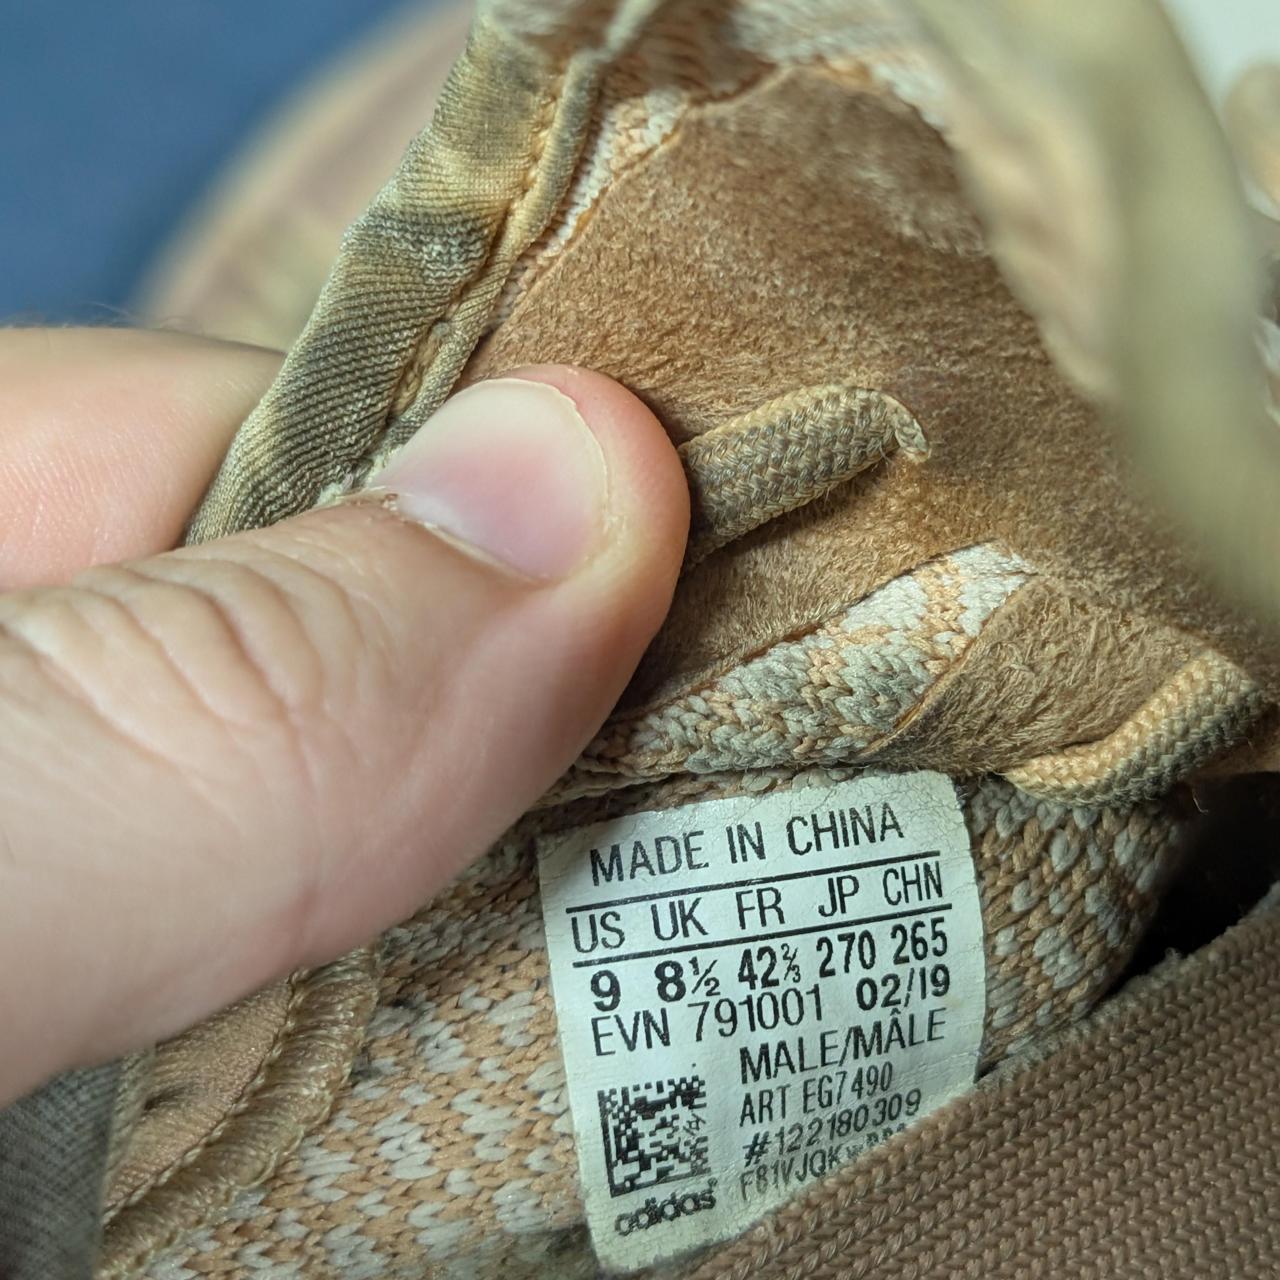 MADE IN CHINA
US UK FR JP CHN
9 8½ 42⅔ 270 265
EVN 791001 02/19
MALE/MÂLE
ART EG7490
#122180309
adidas